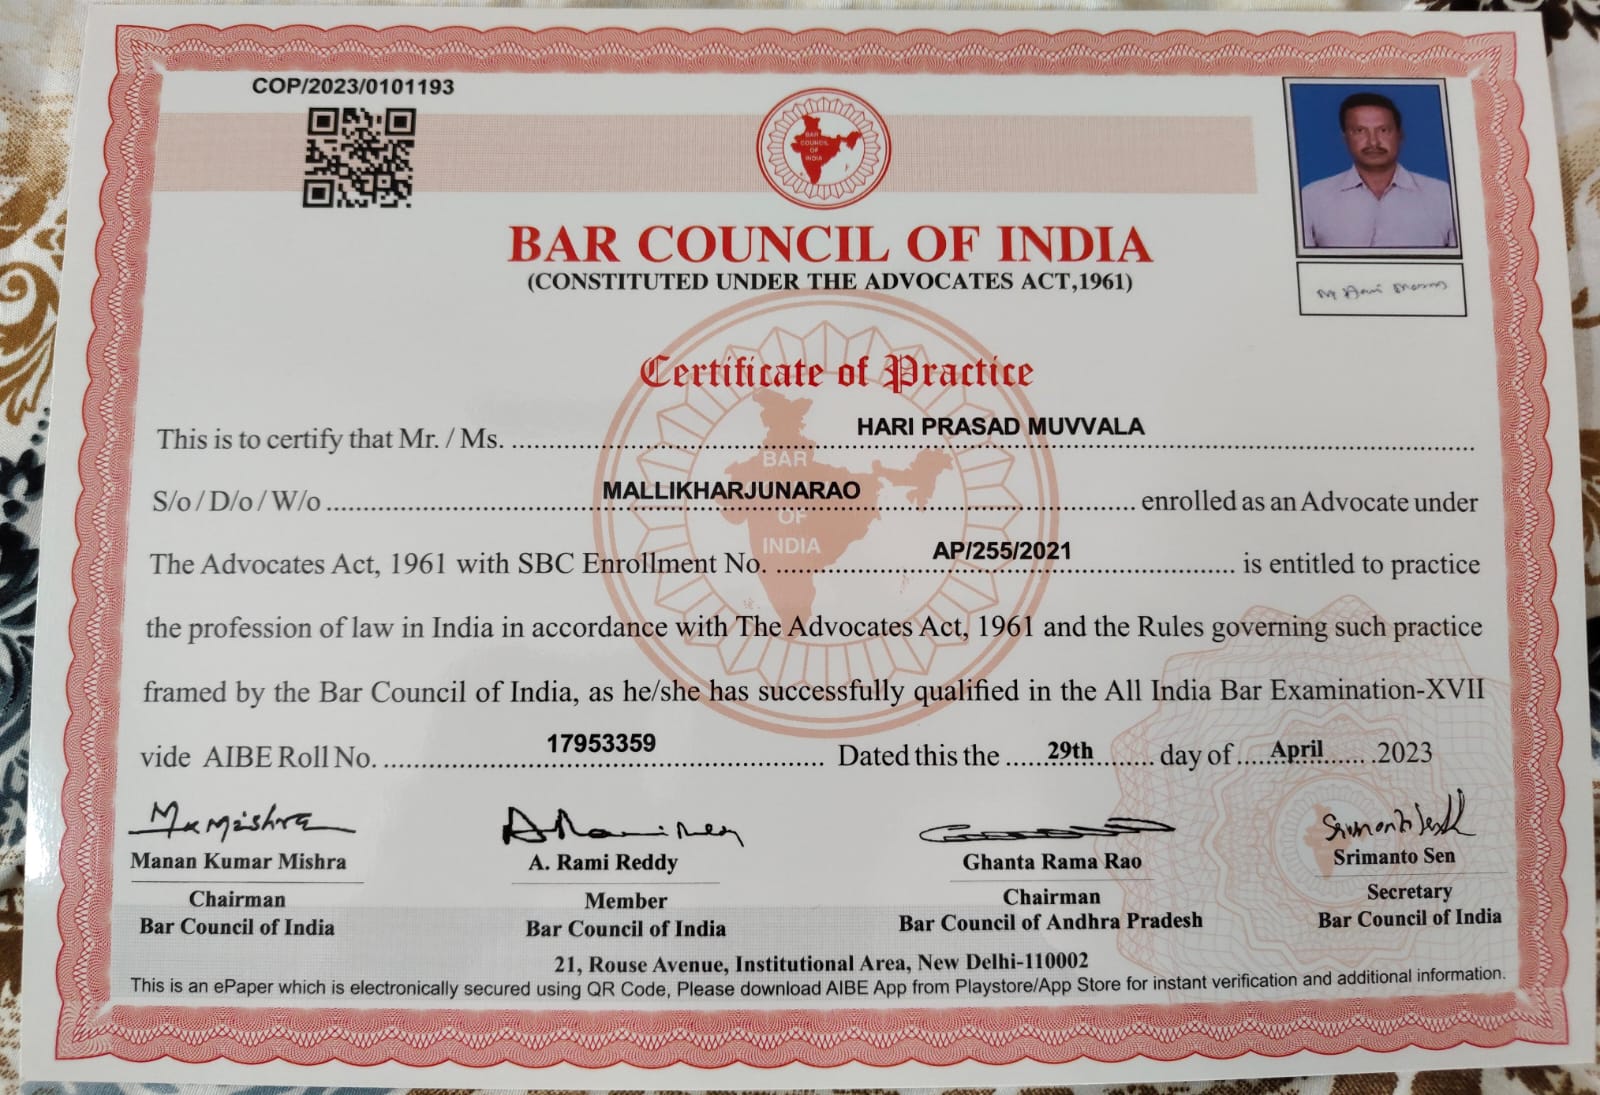 COP/2023/0101193
BAR
COUNCIL
OF
INDIA
BAR COUNCIL OF INDIA
(CONSTITUTED UNDER THE ADVOCATES ACT,1961)
Certificate of Practice
This is to certify that Mr. / Ms. HARI PRASAD MUVVALA
S/o / D/o / W/o MALLIKHARJUNARAO enrolled as an Advocate under
The Advocates Act, 1961 with SBC Enrollment No. AP/255/2021 is entitled to practice
the profession of law in India in accordance with The Advocates Act, 1961 and the Rules governing such practice
framed by the Bar Council of India, as he/she has successfully qualified in the All India Bar Examination-XVII
vide AIBE Roll No. 17953359 Dated this the 29th day of April 2023
BAR
OF
INDIA
Manan Kumar Mishra
Chairman
Bar Council of India
A. Rami Reddy
Member
Bar Council of India
Ghanta Rama Rao
Chairman
Bar Council of Andhra Pradesh
Srimanto Sen
Secretary
Bar Council of India
21, Rouse Avenue, Institutional Area, New Delhi-110002
This is an ePaper which is electronically secured using QR Code, Please download AIBE App from Playstore/App Store for instant verification and additional information.